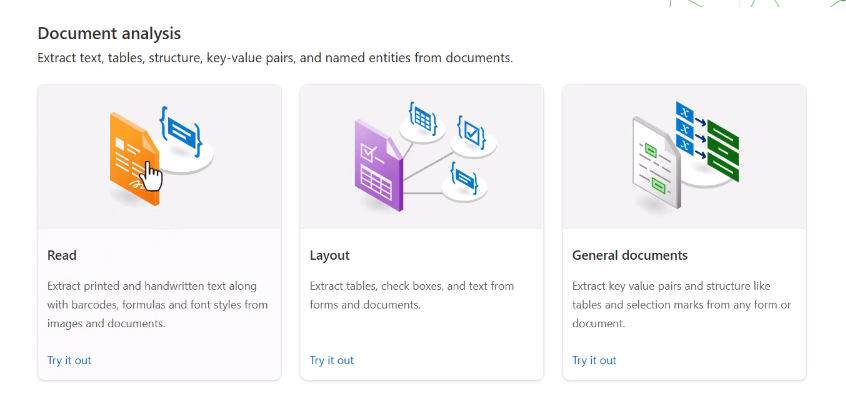 Document analysis
Extract text, tables, structure, key-value pairs, and named entities from documents.
Read
Extract printed and handwritten text along
with barcodes, formulas and font styles from
images and documents.
Try it out
Layout
Extract tables, check boxes, and text from
forms and documents.
Try it out
General documents
Extract key value pairs and structure like
tables and selection marks from any form or
document.
Try it out